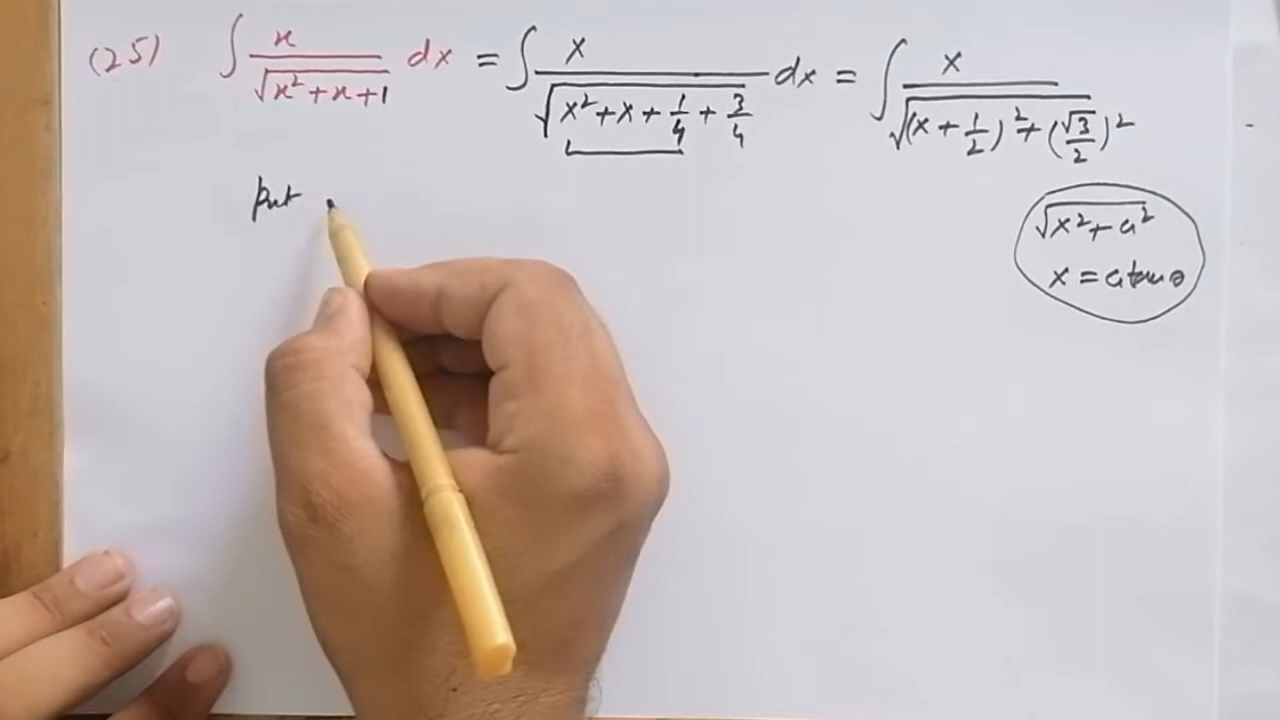 (25) ∫ x/√(x²+x+1) dx = ∫ x/√(x²+x+1/4+3/4) dx = ∫ x/√((x+1/2)²+(√3/2)²)
Put
√(x²+a²)
x = a tanθ